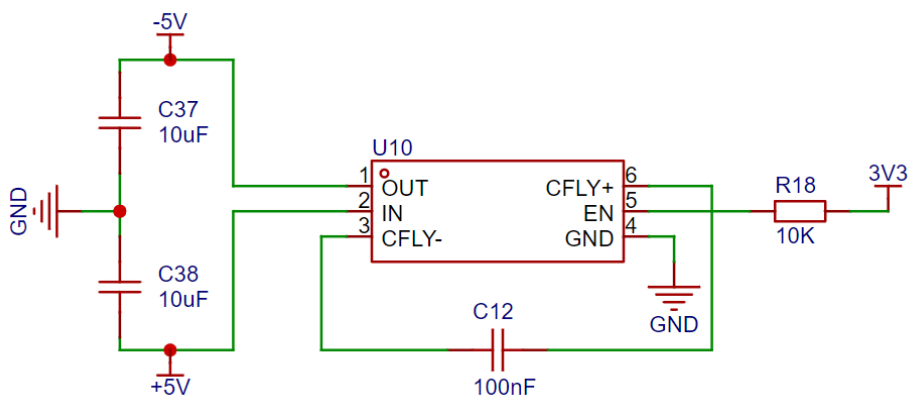 -5V
C37
10uF
GND
C38
10uF
+5V
U10
1
OUT
2
IN
3
CFLY-
CFLY+
6
EN
5
GND
4
GND
R18
10K
3V3
C12
100nF